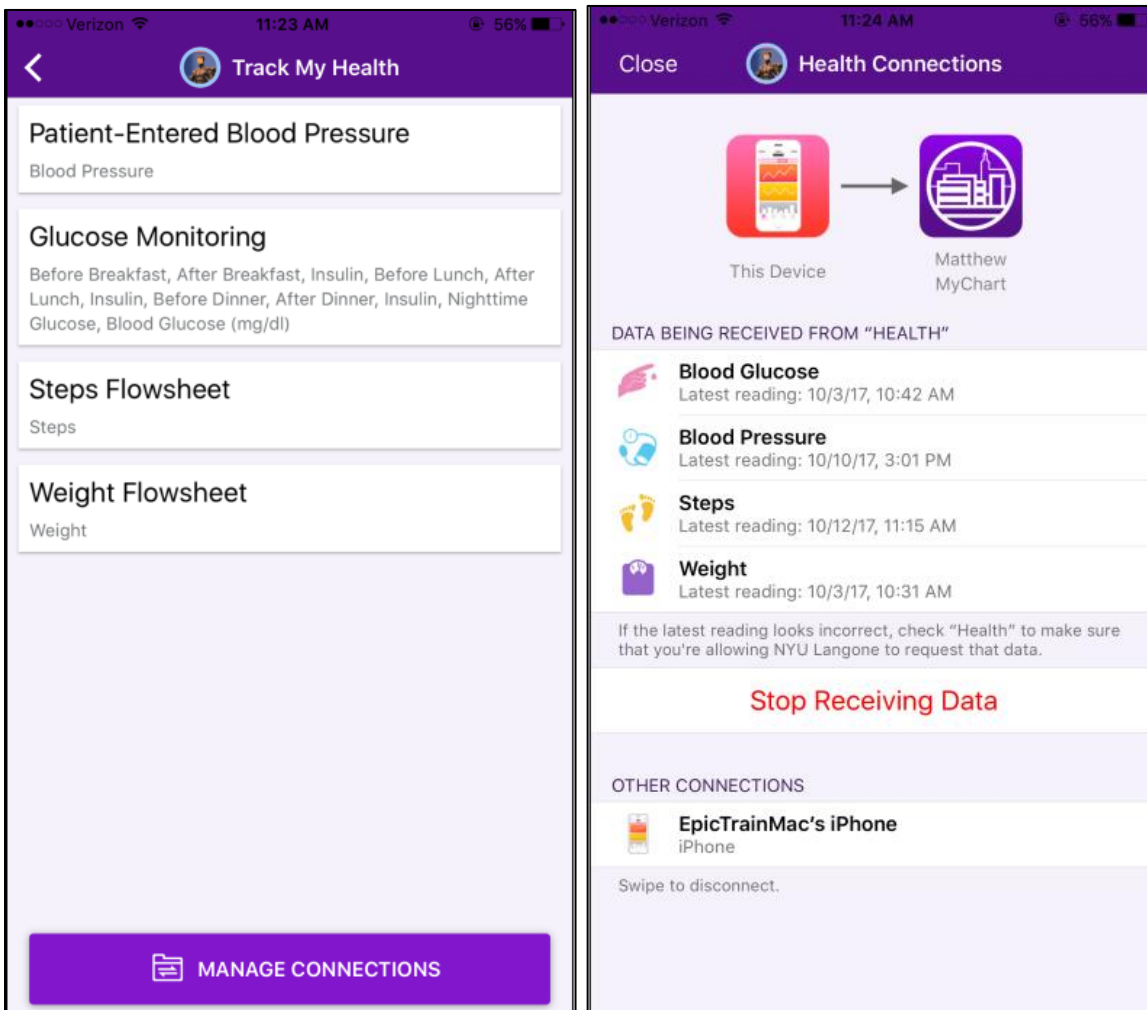 Verizon 11:23 AM 56%
Track My Health
Patient-Entered Blood Pressure
Blood Pressure
Glucose Monitoring
Before Breakfast, After Breakfast, Insulin, Before Lunch, After
Lunch, Insulin, Before Dinner, After Dinner, Insulin, Nighttime
Glucose, Blood Glucose (mg/dl)
Steps Flowsheet
Steps
Weight Flowsheet
Weight
MANAGE CONNECTIONS
Verizon 11:24 AM 56%
Close Health Connections
This Device
Matthew
MyChart
DATA BEING RECEIVED FROM “HEALTH”
Blood Glucose
Latest reading: 10/3/17, 10:42 AM
Blood Pressure
Latest reading: 10/10/17, 3:01 PM
Steps
Latest reading: 10/12/17, 11:15 AM
Weight
Latest reading: 10/3/17, 10:31 AM
If the latest reading looks incorrect, check “Health” to make sure
that you're allowing NYU Langone to request that data.
Stop Receiving Data
OTHER CONNECTIONS
EpicTrainMac’s iPhone
iPhone
Swipe to disconnect.